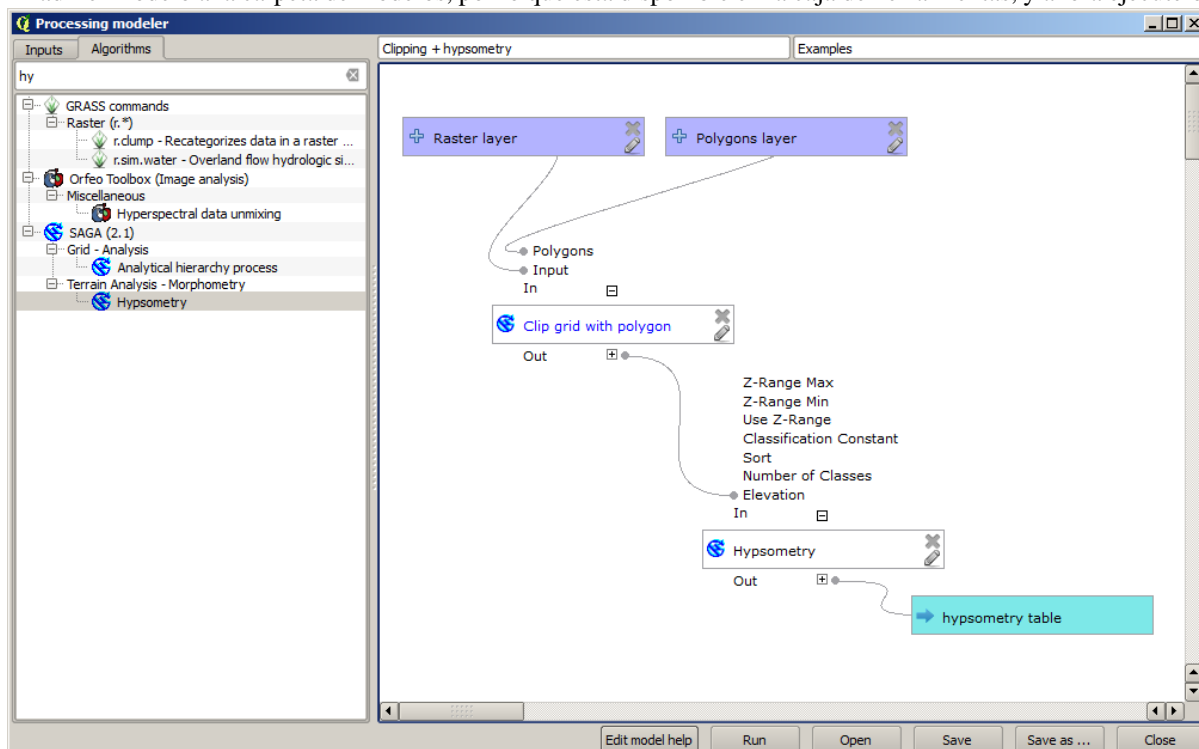 Processing modeler
Inputs
Algorithms
Clipping + hypsometry
Examples
hy
GRASS commands
Raster (r.*)
r.clump - Recategorizes data in a raster ...
r.sim.water - Overland flow hydrologic si...
Orfeo Toolbox (Image analysis)
Miscellaneous
Hyperspectral data unmixing
SAGA (2.1)
Grid - Analysis
Analytical hierarchy process
Terrain Analysis - Morphometry
Hypsometry
Raster layer
Polygons layer
Polygons
Input
In
Clip grid with polygon
Out
Z-Range Max
Z-Range Min
Use Z-Range
Classification Constant
Sort
Number of Classes
Elevation
In
Hypsometry
Out
hypsometry table
Edit model help
Run
Open
Save
Save as ...
Close